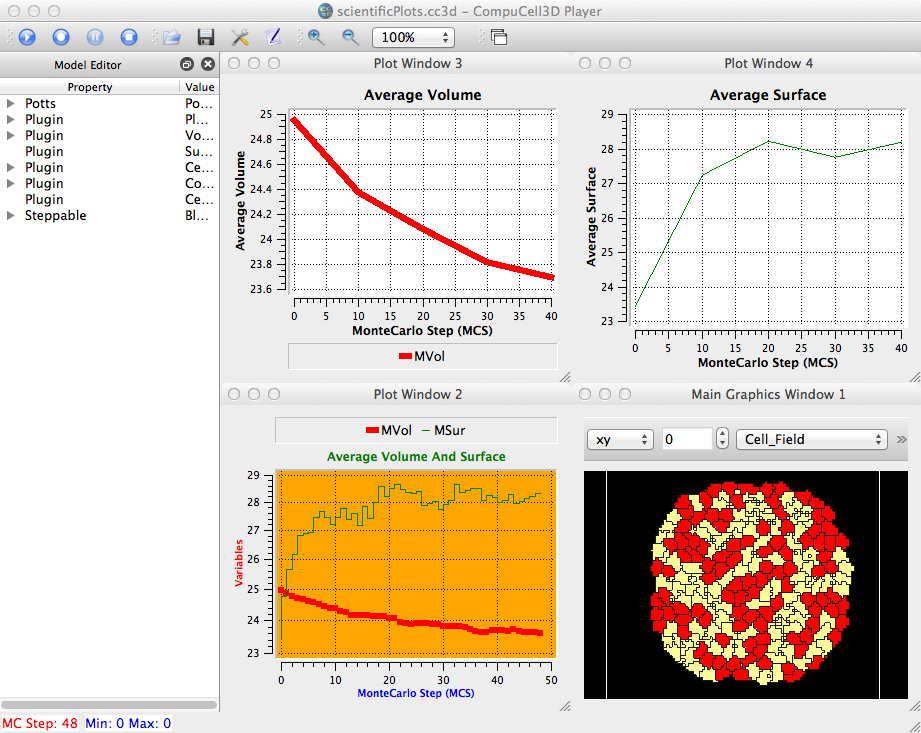 scientificPlots.cc3d – CompuCell3D Player
100%
Model Editor
Property Value
Potts Po...
Plugin Pl...
Plugin Vo...
Plugin Su...
Plugin Ce...
Plugin Co...
Plugin Ce...
Steppable Bl...
Plot Window 3
Average Volume
Average Volume
25
24.8
24.6
24.4
24.2
24
23.8
23.6
0 5 10 15 20 25 30 35 40
MonteCarlo Step (MCS)
MVol
Plot Window 4
Average Surface
Average Surface
29
28
27
26
25
24
23
0 5 10 15 20 25 30 35 40
MonteCarlo Step (MCS)
Plot Window 2
MVol MSur
Average Volume And Surface
Variables
29
28
27
26
25
24
23
0 10 20 30 40 50
MonteCarlo Step (MCS)
Main Graphics Window 1
xy 0 Cell_Field »
MC Step: 48 Min: 0 Max: 0